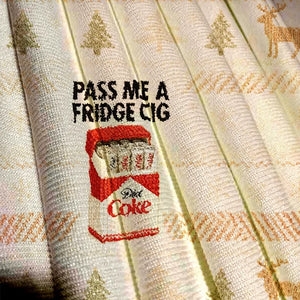 PASS ME A
FRIDGE CIG
Diet
Coke